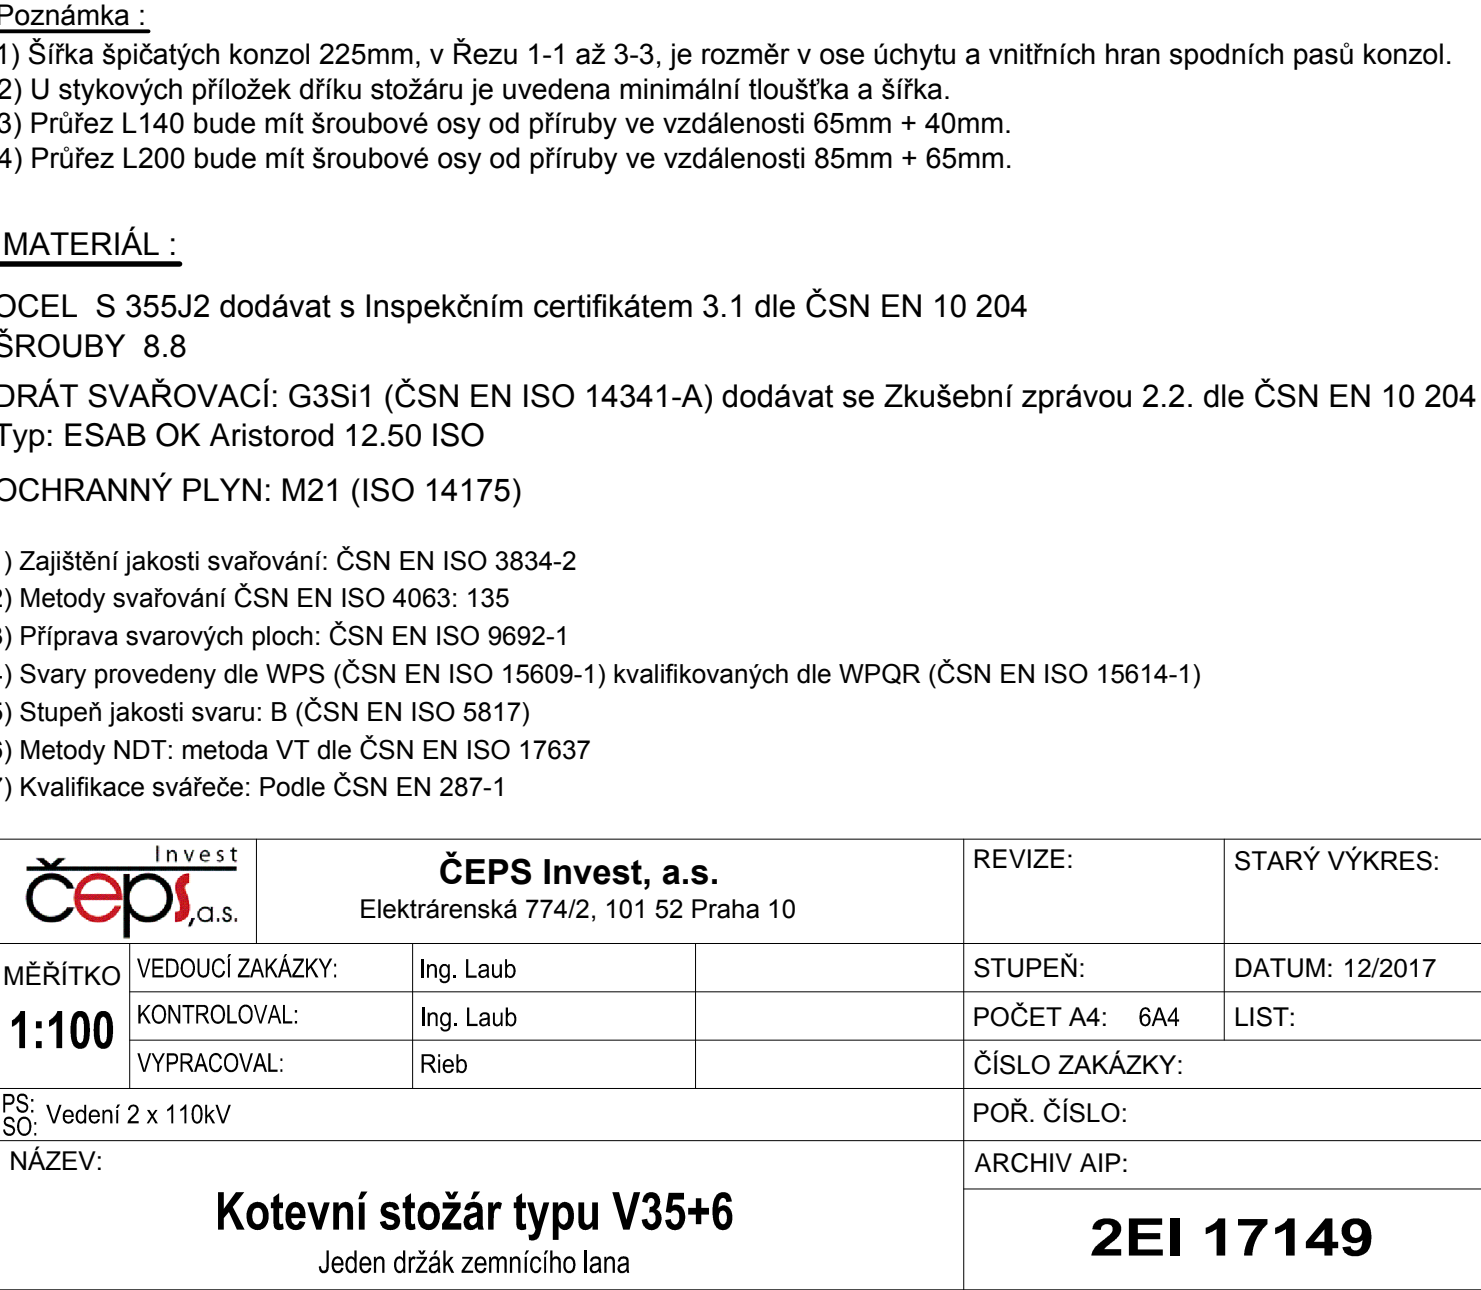 Poznámka :
1) Šířka špičatých konzol 225mm, v Řezu 1-1 až 3-3, je rozměr v ose úchytu a vnitřních hran spodních pasů konzol.
2) U stykových příložek dříku stožáru je uvedena minimální tloušťka a šířka.
3) Průřez L140 bude mít šroubové osy od příruby ve vzdálenosti 65mm + 40mm.
4) Průřez L200 bude mít šroubové osy od příruby ve vzdálenosti 85mm + 65mm.
MATERIÁL :
OCEL S 355J2 dodávat s Inspekčním certifikátem 3.1 dle ČSN EN 10 204
ŠROUBY 8.8
DRÁT SVAŘOVACÍ: G3Si1 (ČSN EN ISO 14341-A) dodávat se Zkušební zprávou 2.2. dle ČSN EN 10 204
Typ: ESAB OK Aristorod 12.50 ISO
OCHRANNÝ PLYN: M21 (ISO 14175)
1) Zajištění jakosti svařování: ČSN EN ISO 3834-2
2) Metody svařování ČSN EN ISO 4063: 135
3) Příprava svarových ploch: ČSN EN ISO 9692-1
4) Svary provedeny dle WPS (ČSN EN ISO 15609-1) kvalifikovaných dle WPQR (ČSN EN ISO 15614-1)
5) Stupeň jakosti svaru: B (ČSN EN ISO 5817)
6) Metody NDT: metoda VT dle ČSN EN ISO 17637
7) Kvalifikace svářeče: Podle ČSN EN 287-1
Invest
čeps,a.s.
ČEPS Invest, a.s.
Elektrárenská 774/2, 101 52 Praha 10
REVIZE:
STARÝ VÝKRES:
MĚŘÍTKO
1:100
VEDOUCÍ ZAKÁZKY: Ing. Laub
STUPEŇ:
DATUM: 12/2017
KONTROLOVAL: Ing. Laub
POČET A4: 6A4
LIST:
VYPRACOVAL: Rieb
ČÍSLO ZAKÁZKY:
PS:
SO:
Vedení 2 x 110kV
POŘ. ČÍSLO:
NÁZEV:
ARCHIV AIP:
Kotevní stožár typu V35+6
Jeden držák zemnícího lana
2EI 17149